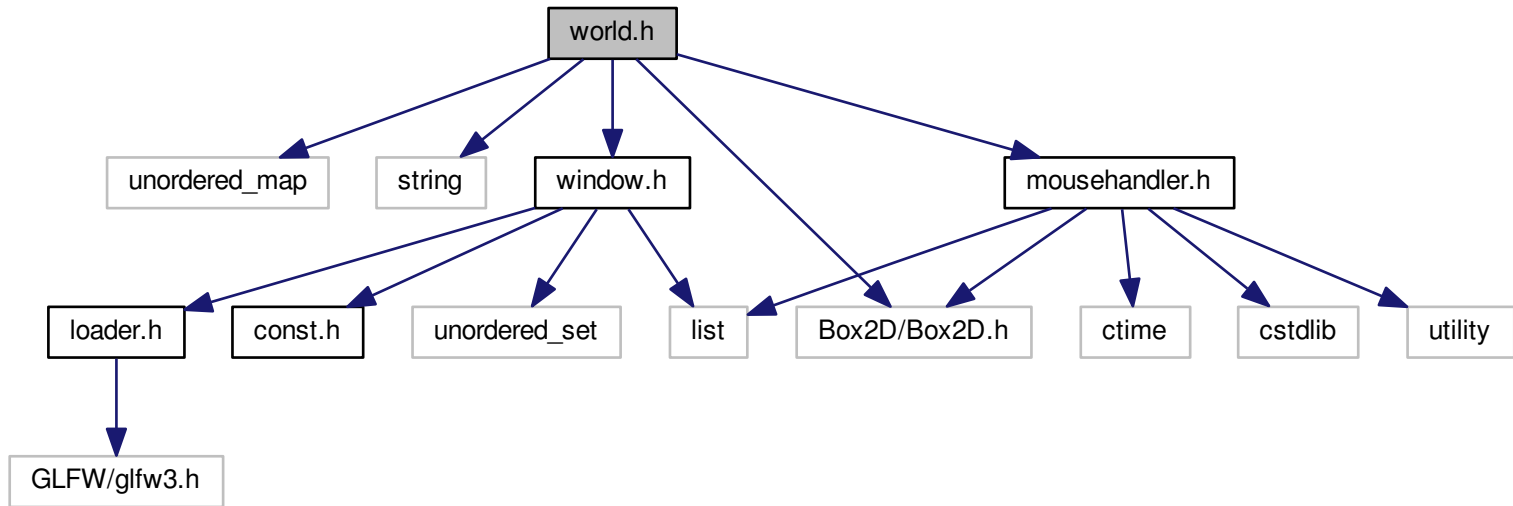 world.h
unordered_map
string
window.h
mousehandler.h
loader.h
const.h
unordered_set
list
Box2D/Box2D.h
ctime
cstdlib
utility
GLFW/glfw3.h